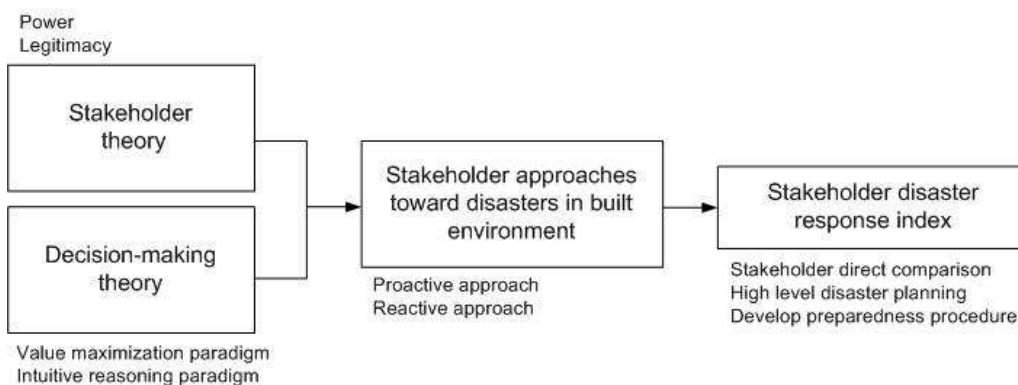 Power
Legitimacy
Stakeholder
theory
Decision-making
theory
Value maximization paradigm
Intuitive reasoning paradigm
Stakeholder approaches
toward disasters in built
environment
Proactive approach
Reactive approach
Stakeholder disaster
response index
Stakeholder direct comparison
High level disaster planning
Develop preparedness procedure